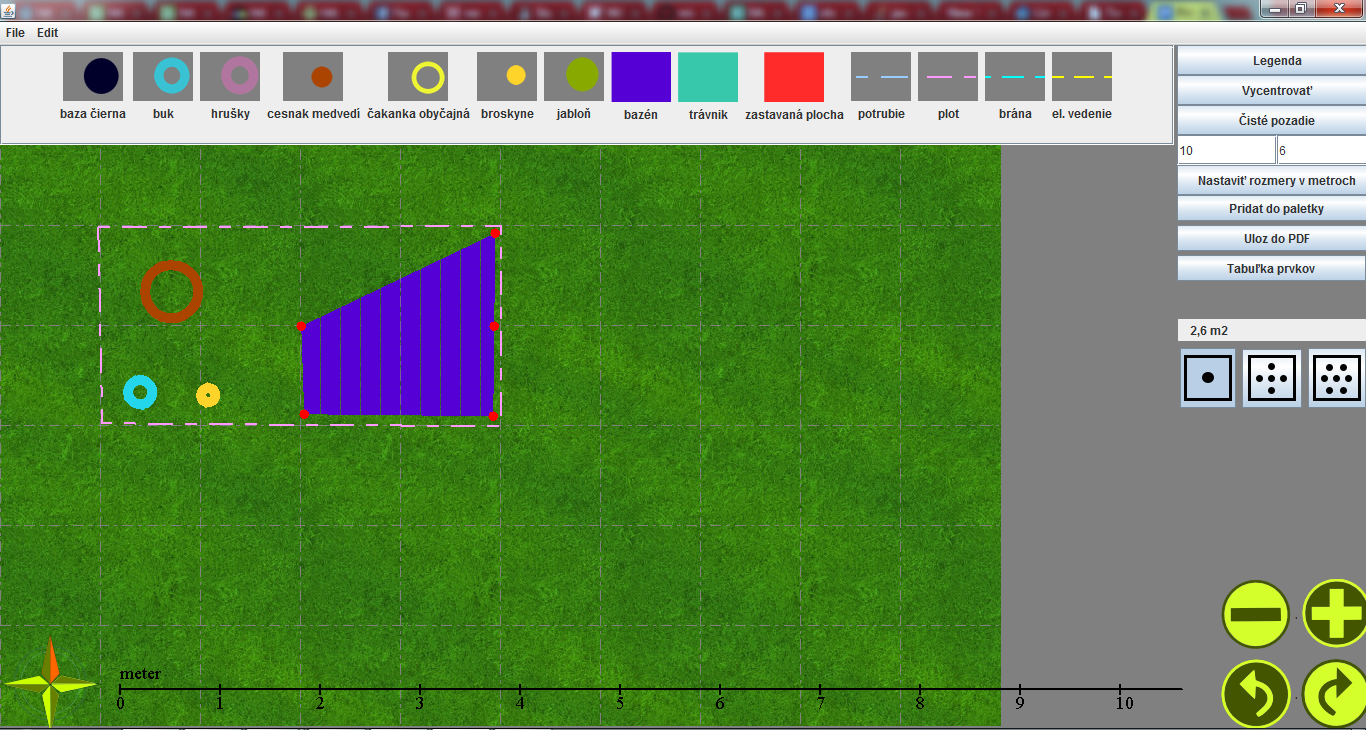 File Edit
baza čierna buk hrušky cesnak medvedí čakanka obyčajná broskyne jabloň bazén trávnik zastavaná plocha potrubie plot brána el. vedenie
Legenda
Vycentrovať
Čisté pozadie
10 6
Nastaviť rozmery v metroch
Pridat do paletky
Uloz do PDF
Tabuľka prvkov
2,6 m2
meter
0 1 2 3 4 5 6 7 8 9 10